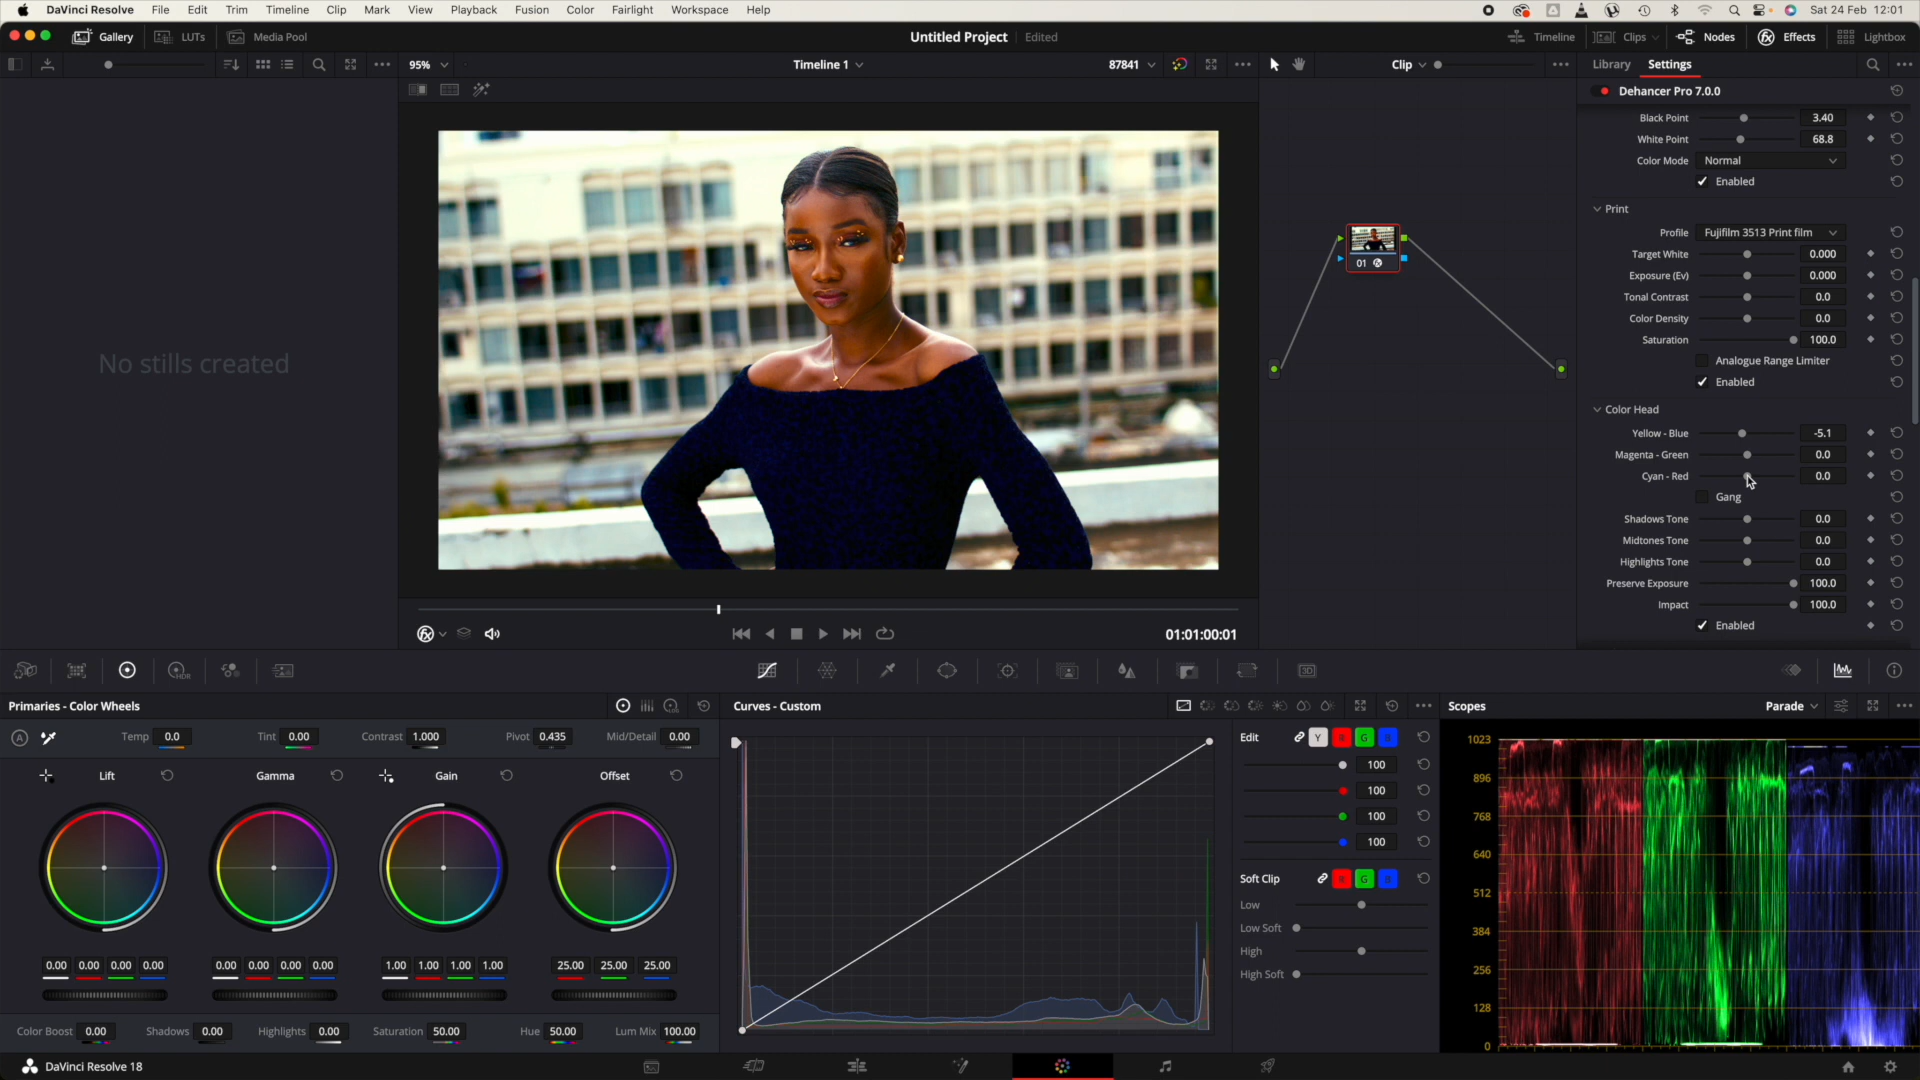 DaVinci Resolve File Edit Trim Timeline Clip Mark View Playback Fusion Color Fairlight Workspace Help Sat 24 Feb 12:01
Gallery LUTs Media Pool Untitled Project Edited Timeline Clips Nodes Effects Lightbox
95% Timeline 1 87841 Clip Library Settings
Dehancer Pro 7.0.0
Black Point 3.40
White Point 68.8
Color Mode Normal
Enabled
Print
Profile Fujifilm 3513 Print film
Target White 0.000
Exposure (Ev) 0.000
Tonal Contrast 0.0
Color Density 0.0
Saturation 100.0
Analogue Range Limiter
Enabled
Color Head
Yellow - Blue -5.1
Magenta - Green 0.0
Cyan - Red 0.0
Gang
Shadows Tone 0.0
Midtones Tone 0.0
Highlights Tone 0.0
Preserve Exposure 100.0
Impact 100.0
Enabled
No stills created
01
01:01:00:01
HDR
3D
Primaries - Color Wheels
Curves - Custom
Scopes Parade
A Temp 0.0 Tint 0.00 Contrast 1.000 Pivot 0.435 Mid/Detail 0.00
Lift Gamma Gain Offset
0.00 0.00 0.00 0.00 0.00 0.00 0.00 0.00 1.00 1.00 1.00 1.00 25.00 25.00 25.00
Color Boost 0.00 Shadows 0.00 Highlights 0.00 Saturation 50.00 Hue 50.00 Lum Mix 100.00
Edit Y R G B
100
100
100
100
Soft Clip R G B
Low
Low Soft
High
High Soft
1023
896
768
640
512
384
256
128
0
DaVinci Resolve 18